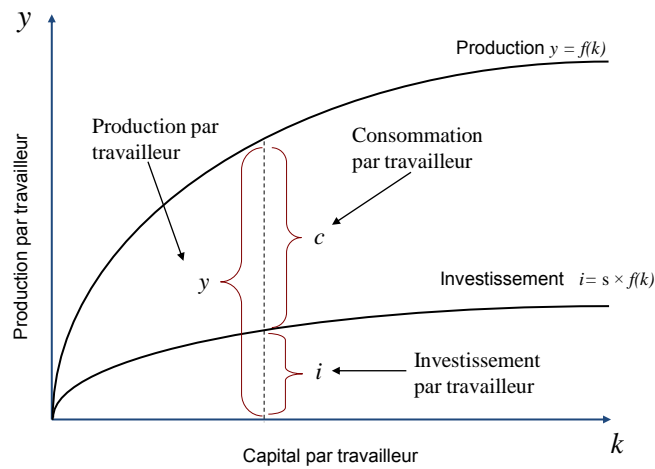 y
Production y = f(k)
Production par
travailleur
Consommation
par travailleur
Production par travailleur
c
y
Investissement i= s × f(k)
i
Investissement
par travailleur
Capital par travailleur
k